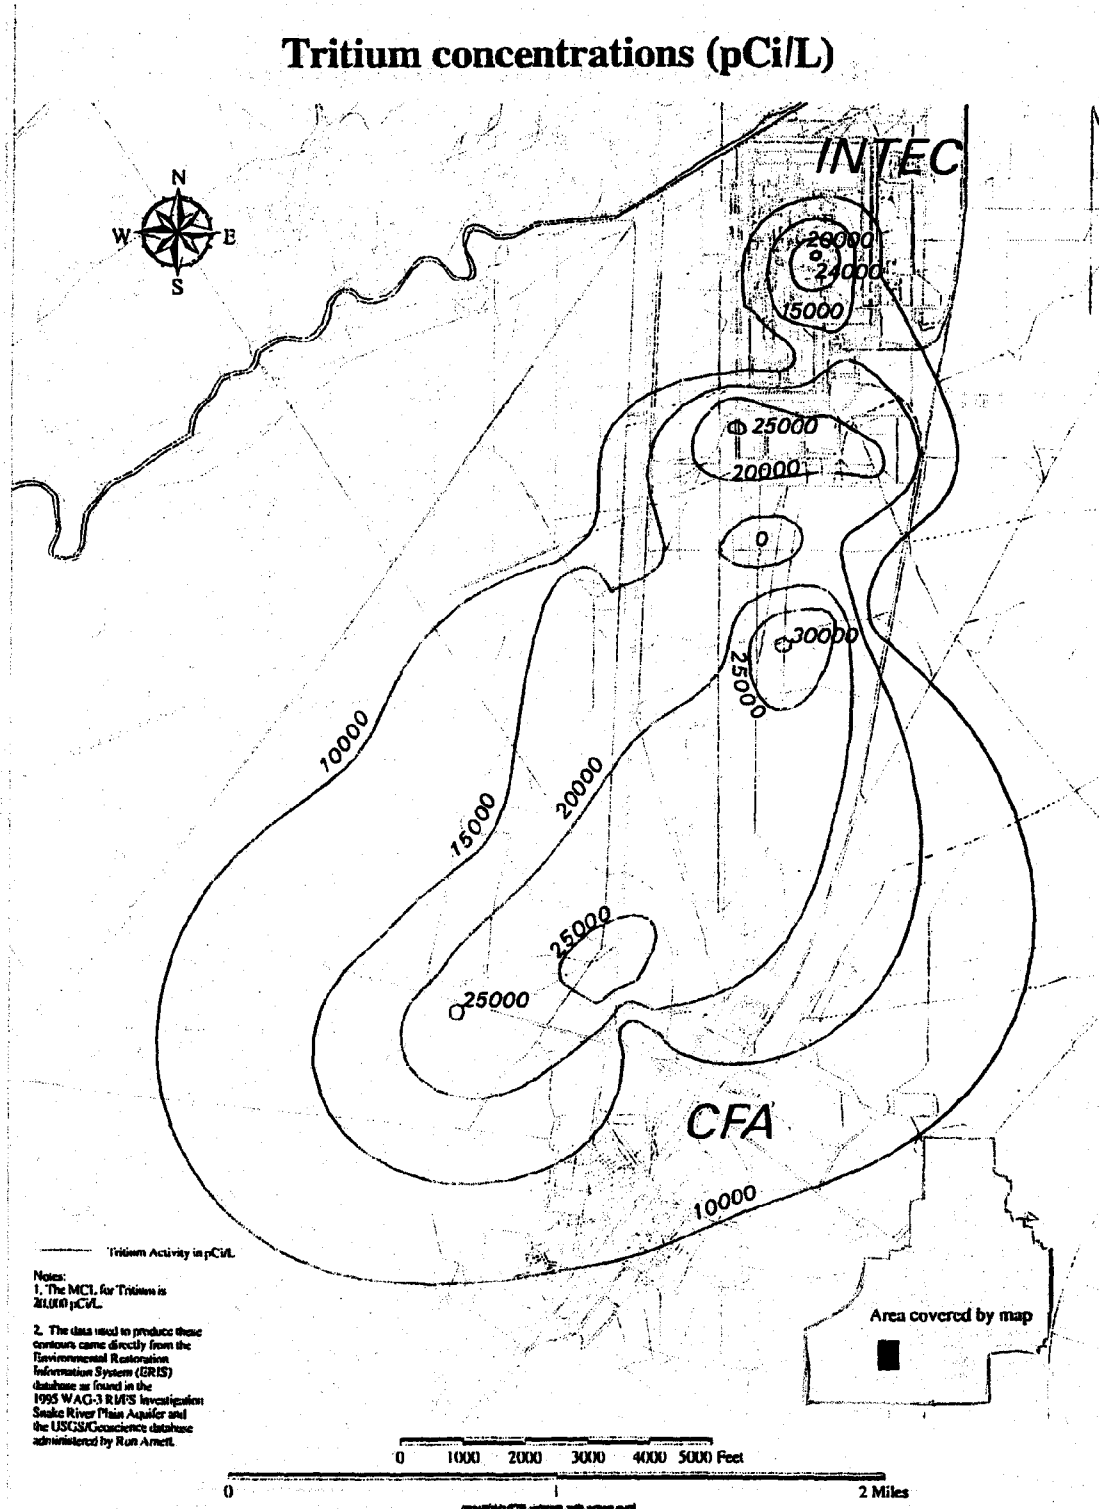 Tritium concentrations (pCi/L)
INTEC
N
W E
S
20000
24000
15000
25000
20000
0
30000
25000
10000
20000
15000
25000
25000
CFA
10000
Tritium Activity in pCi/L
Notes:
1. The MCL for Tritium is
20,000 pCi/L.
2. The data used to produce these
contours came directly from the
Environmental Restoration
Information System (ERIS)
database as found in the
1995 WAG-3 RI/FS Investigation
Snake River Plain Aquifer and
the USGS/Geoscience database
administered by Ron Arnett.
Area covered by map
0 1000 2000 3000 4000 5000 Feet
0 1 2 Miles